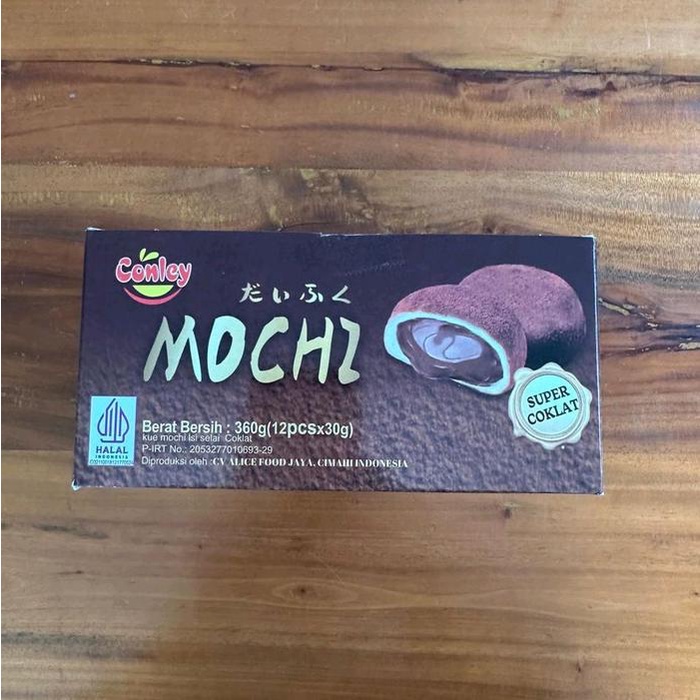 Conley
だいふく
MOCHI
SUPER
COKLAT
HALAL
INDONESIA
Berat Bersih : 360g(12pcsx30g)
kue mochi Isi selai Coklat
P-IRT No.: 2053277010693-29
Diproduksi oleh :CV ALICE FOOD JAYA, CIMAHI INDONESIA